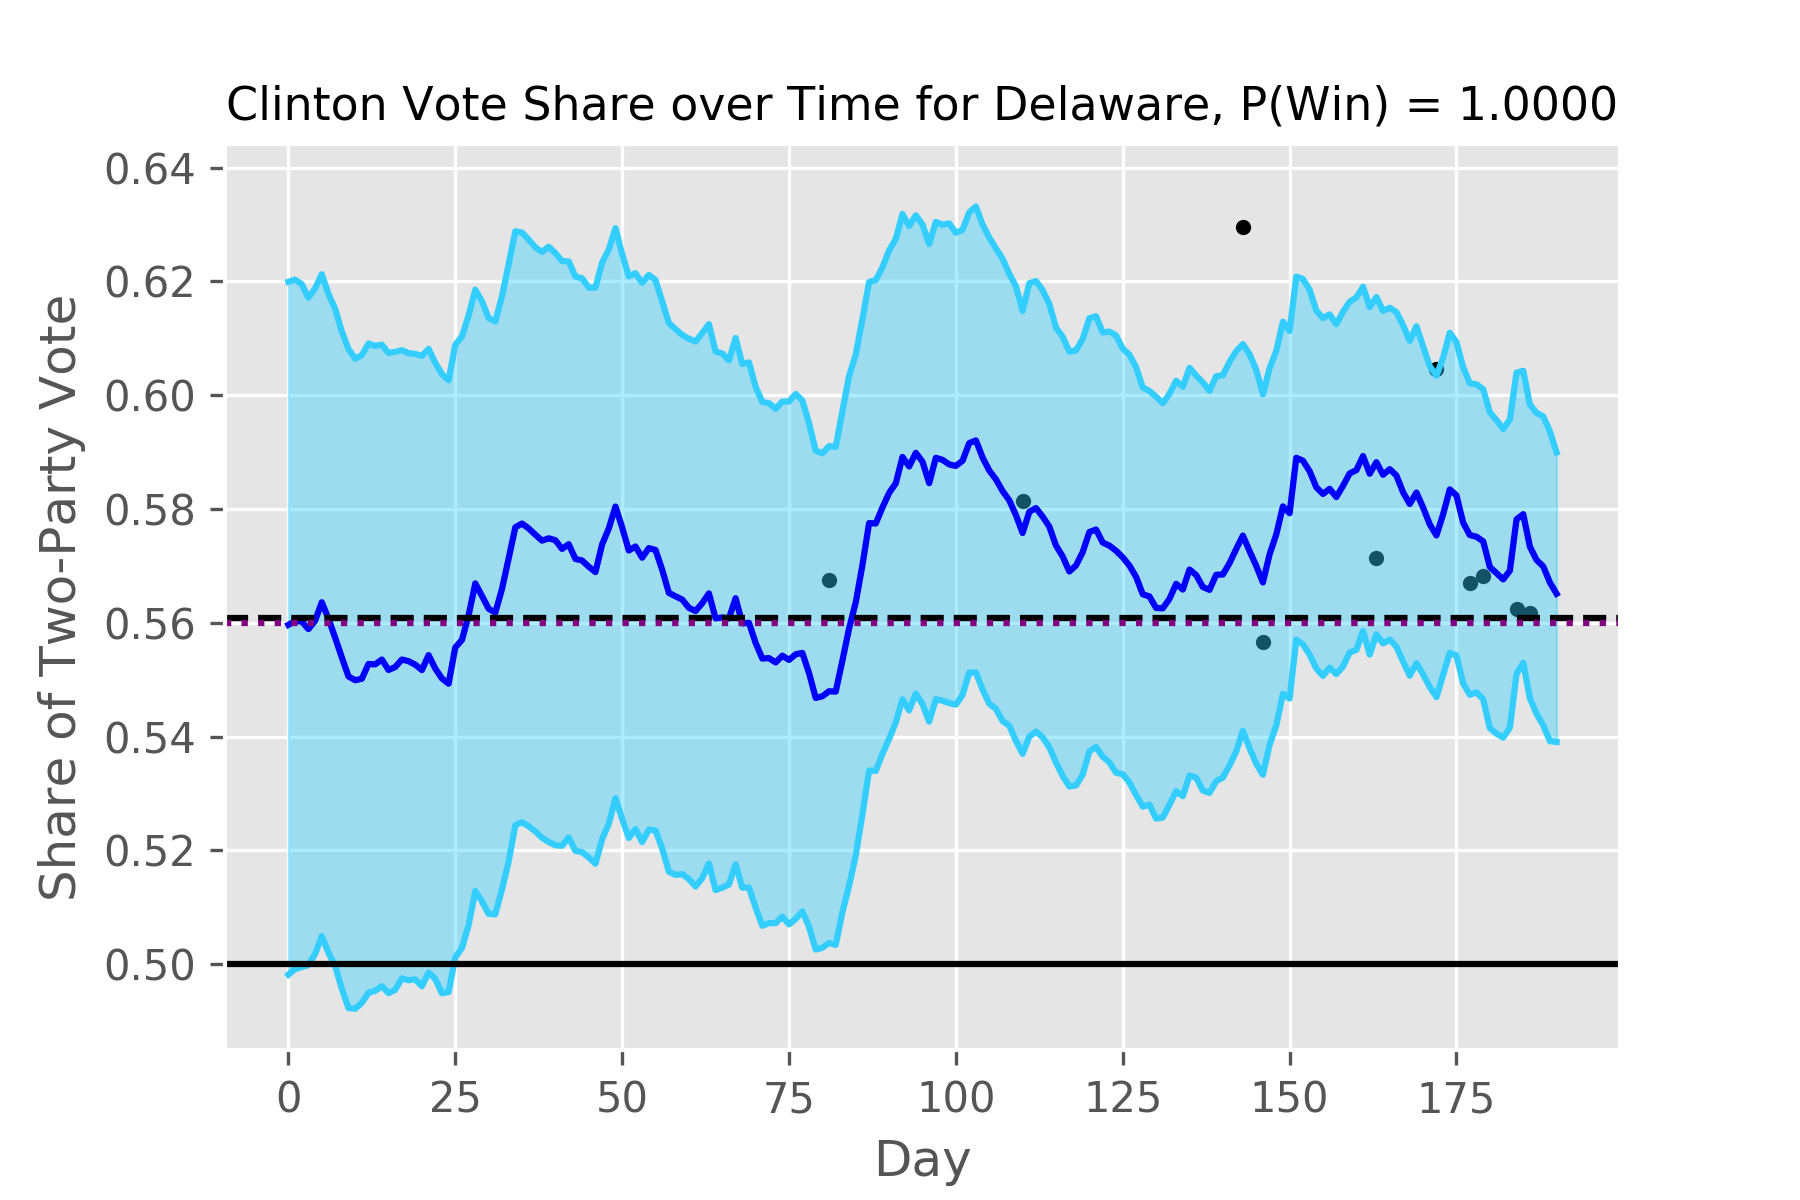 Clinton Vote Share over Time for Delaware, P(Win) = 1.0000
Share of Two-Party Vote
0.64
0.62
0.60
0.58
0.56
0.54
0.52
0.50
0 25 50 75 100 125 150 175
Day